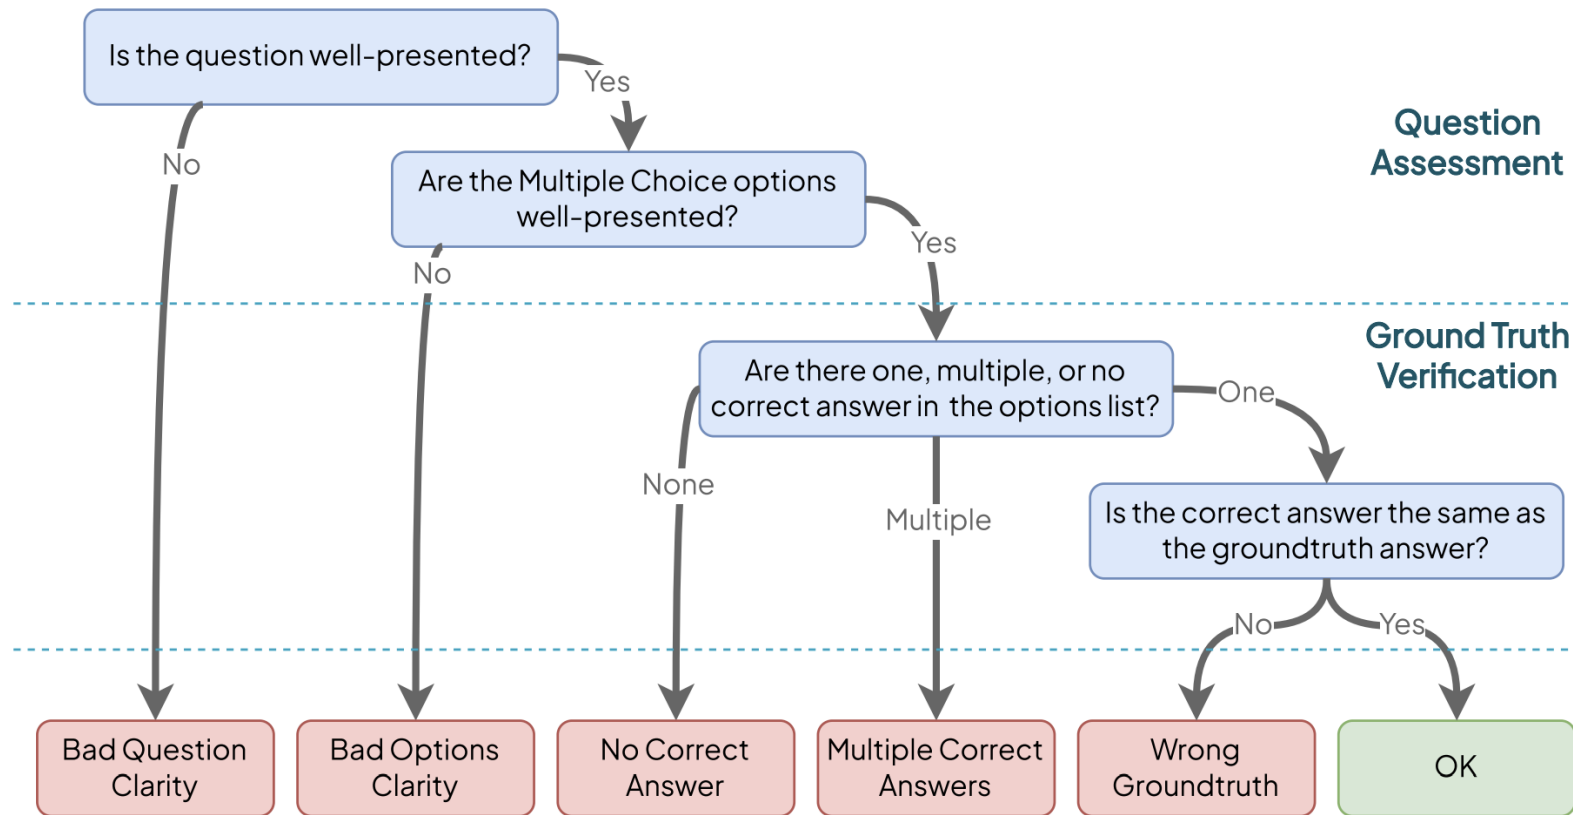 Is the question well-presented?
Yes
No
Question
Assessment
Are the Multiple Choice options
well-presented?
Yes
No
Ground Truth
Verification
Are there one, multiple, or no
correct answer in the options list?
One
None
Multiple
Is the correct answer the same as
the groundtruth answer?
No
Yes
Bad Question
Clarity
Bad Options
Clarity
No Correct
Answer
Multiple Correct
Answers
Wrong
Groundtruth
OK